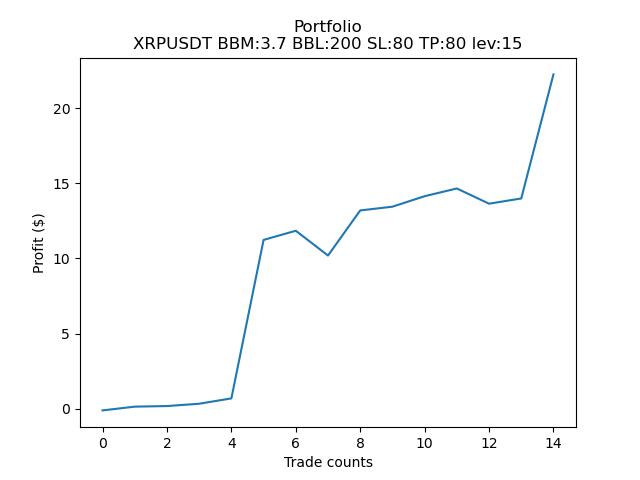 Portfolio
XRPUSDT BBM:3.7 BBL:200 SL:80 TP:80 lev:15
20
15
10
5
0
Profit ($)
0 2 4 6 8 10 12 14
Trade counts